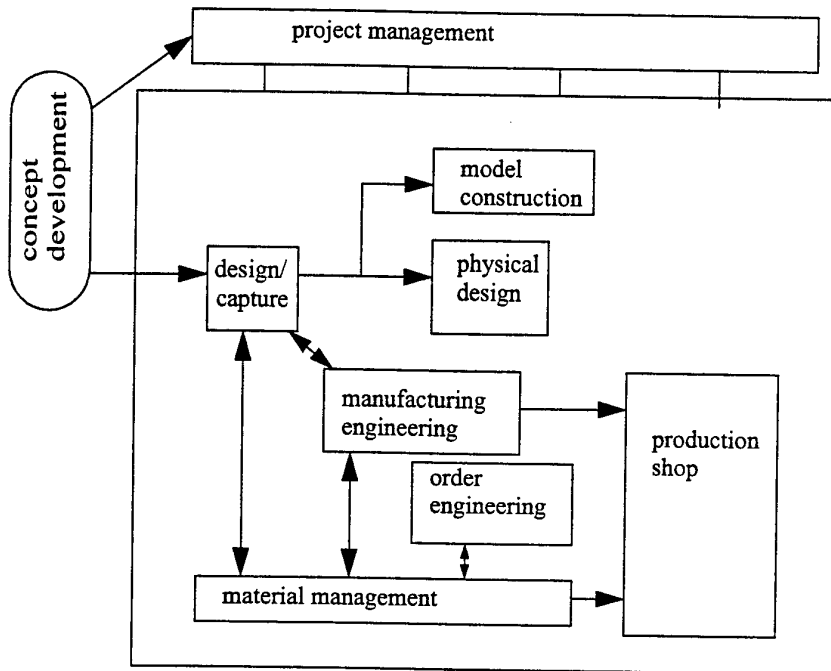 project management
concept
development
model
construction
design/
capture
physical
design
manufacturing
engineering
production
shop
order
engineering
material management